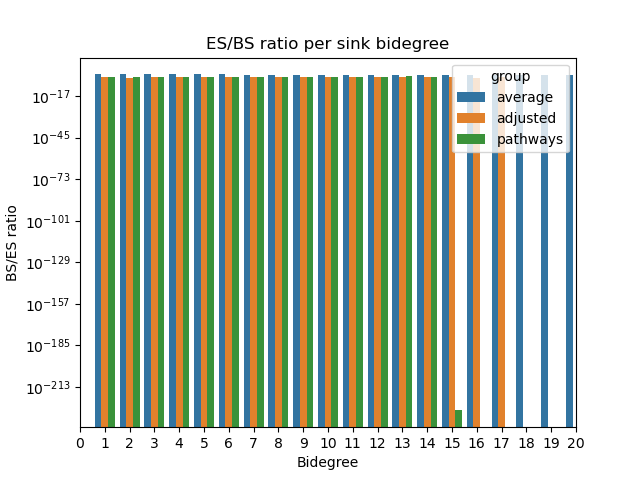 ES/BS ratio per sink bidegree
group
average
adjusted
pathways
BS/ES ratio
10⁻¹⁷
10⁻⁴⁵
10⁻⁷³
10⁻¹⁰¹
10⁻¹²⁹
10⁻¹⁵⁷
10⁻¹⁸⁵
10⁻²¹³
0 1 2 3 4 5 6 7 8 9 10 11 12 13 14 15 16 17 18 19 20
Bidegree